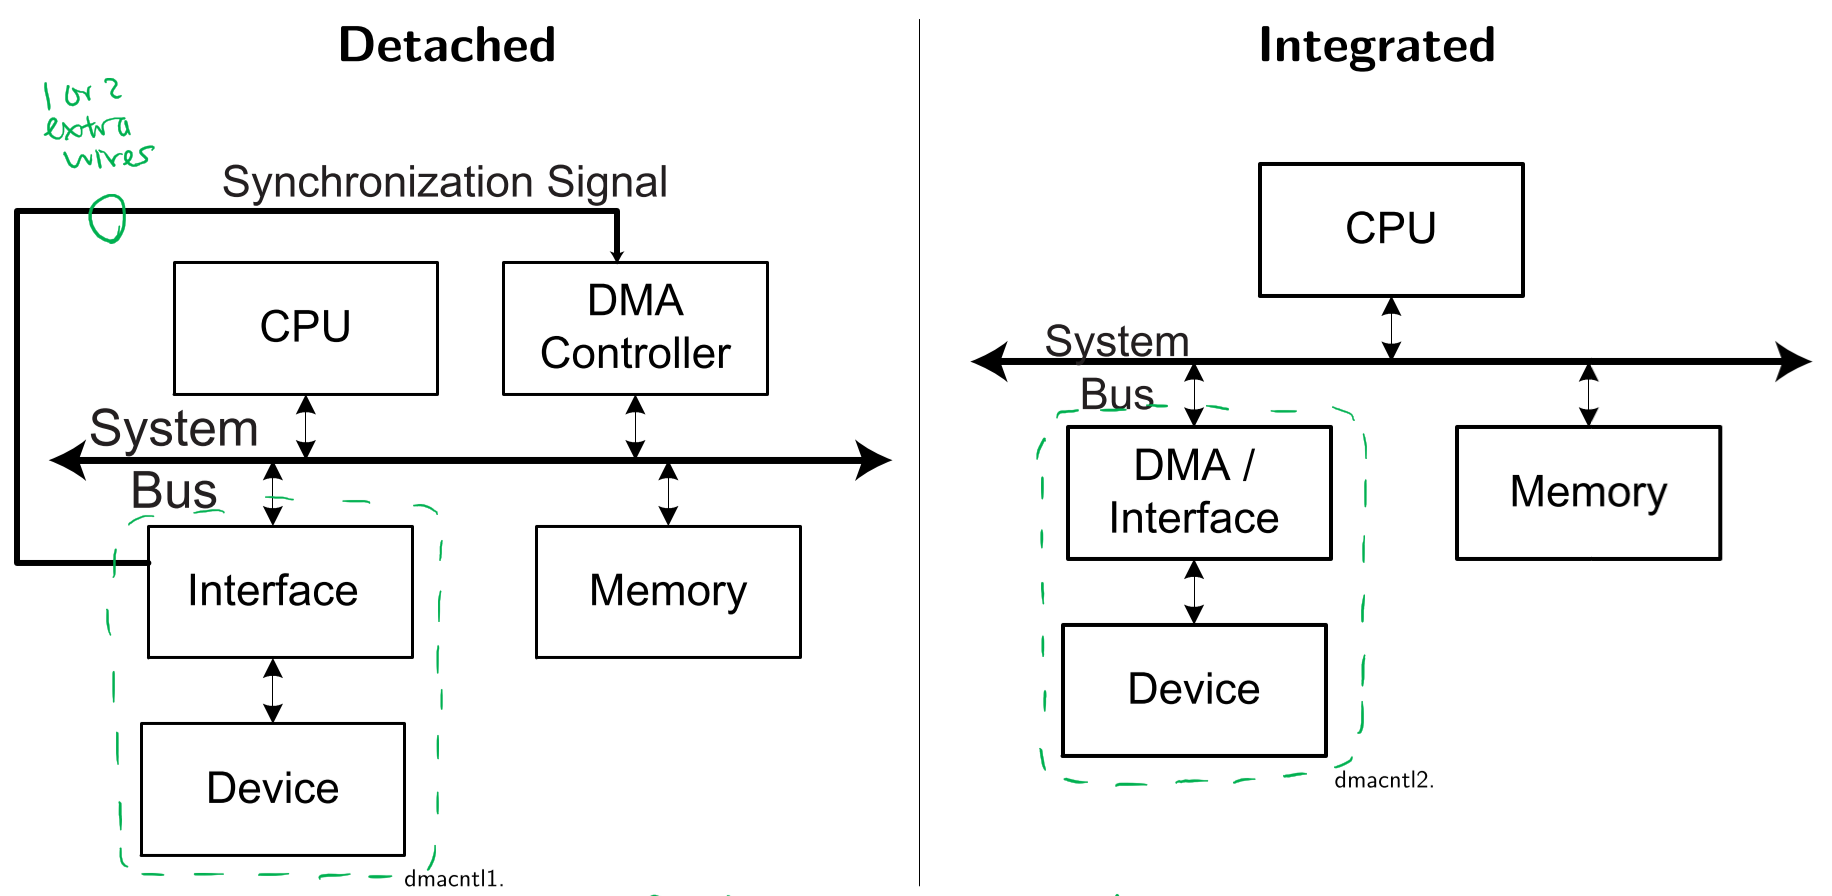 Detached
1 or 2
extra
wires
Synchronization Signal
CPU
DMA
Controller
System
Bus
Interface
Memory
Device
dmacntl1.
Integrated
CPU
System
Bus
DMA /
Interface
Memory
Device
dmacntl2.